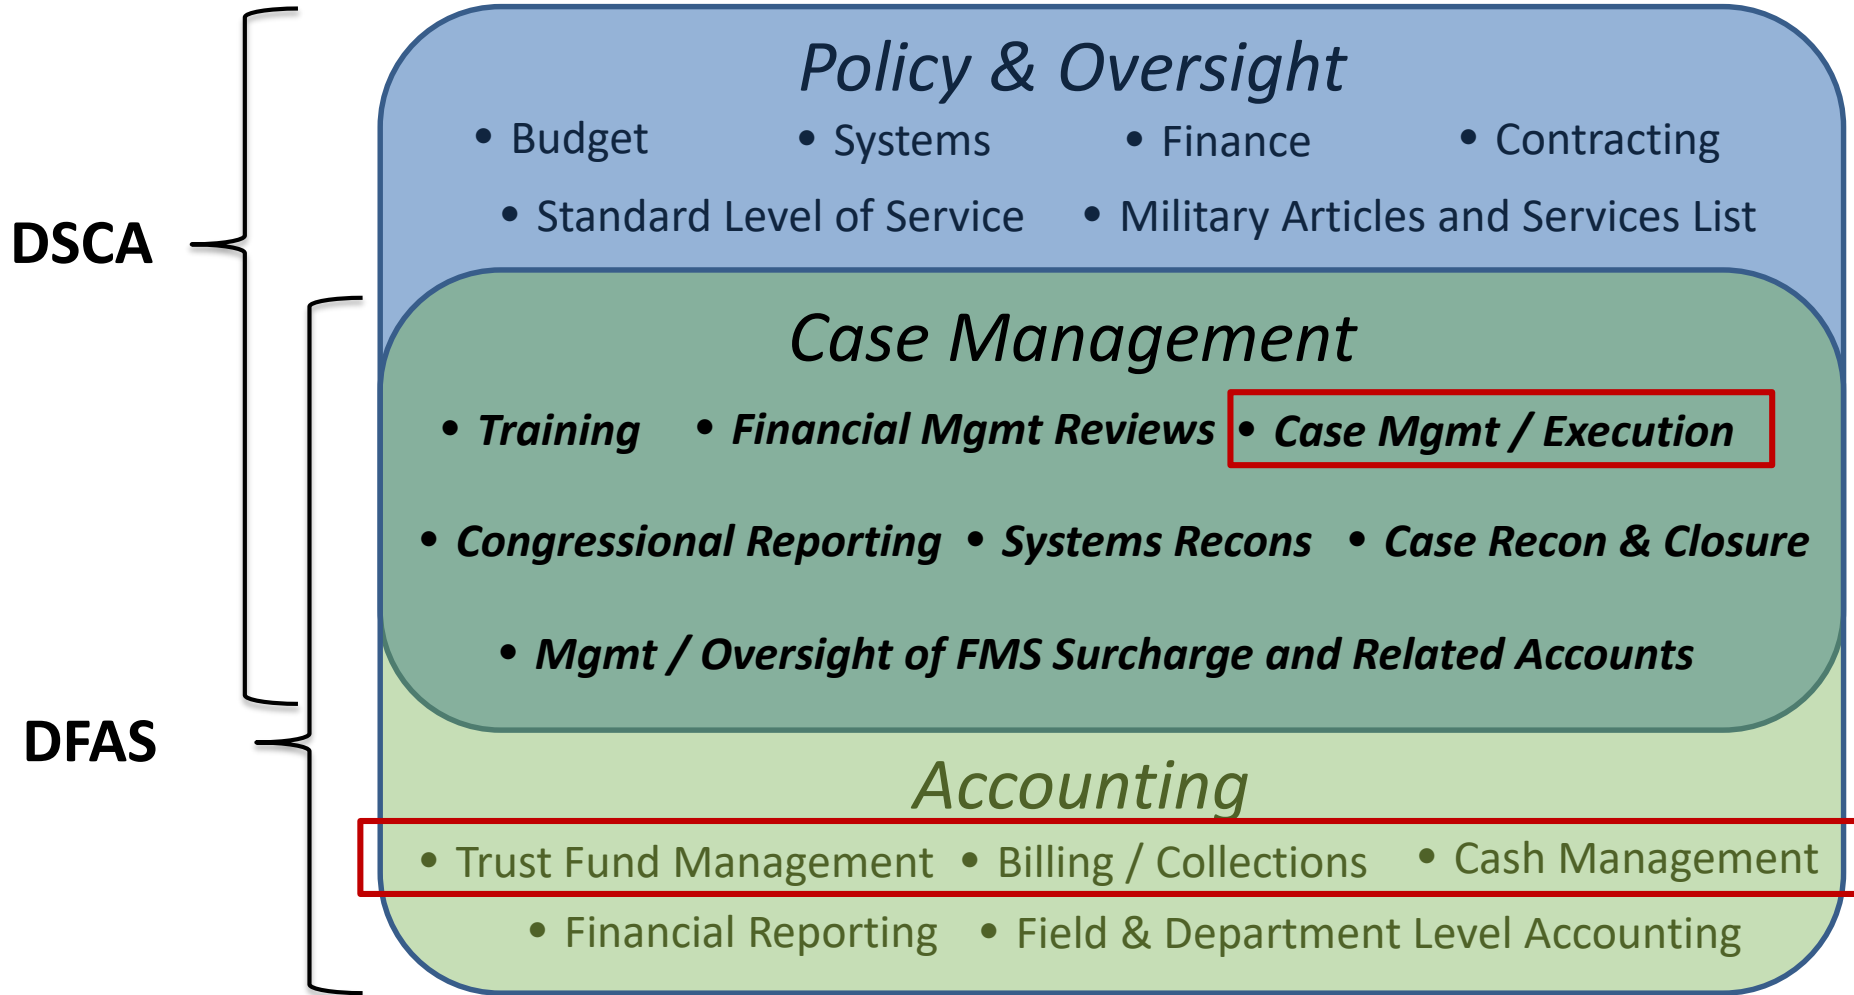 Policy & Oversight
• Budget • Systems • Finance • Contracting
• Standard Level of Service • Military Articles and Services List
DSCA
Case Management
• Training • Financial Mgmt Reviews • Case Mgmt / Execution
• Congressional Reporting • Systems Recons • Case Recon & Closure
• Mgmt / Oversight of FMS Surcharge and Related Accounts
DFAS
Accounting
• Trust Fund Management • Billing / Collections • Cash Management
• Financial Reporting • Field & Department Level Accounting